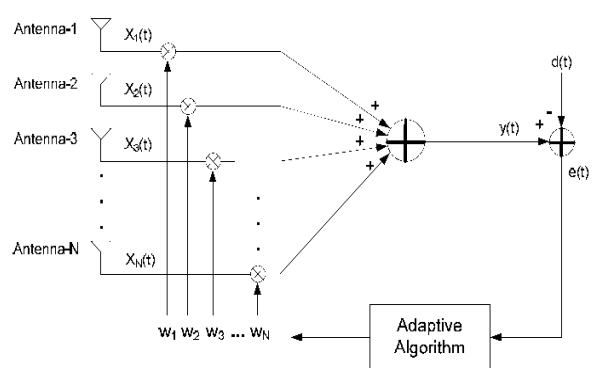 Antenna-1
X1(t)
Antenna-2
X2(t)
Antenna-3
X3(t)
Antenna-N
XN(t)
+
+
+
+
d(t)
-
+
y(t)
e(t)
w1 w2 w3 ... wN
Adaptive
Algorithm